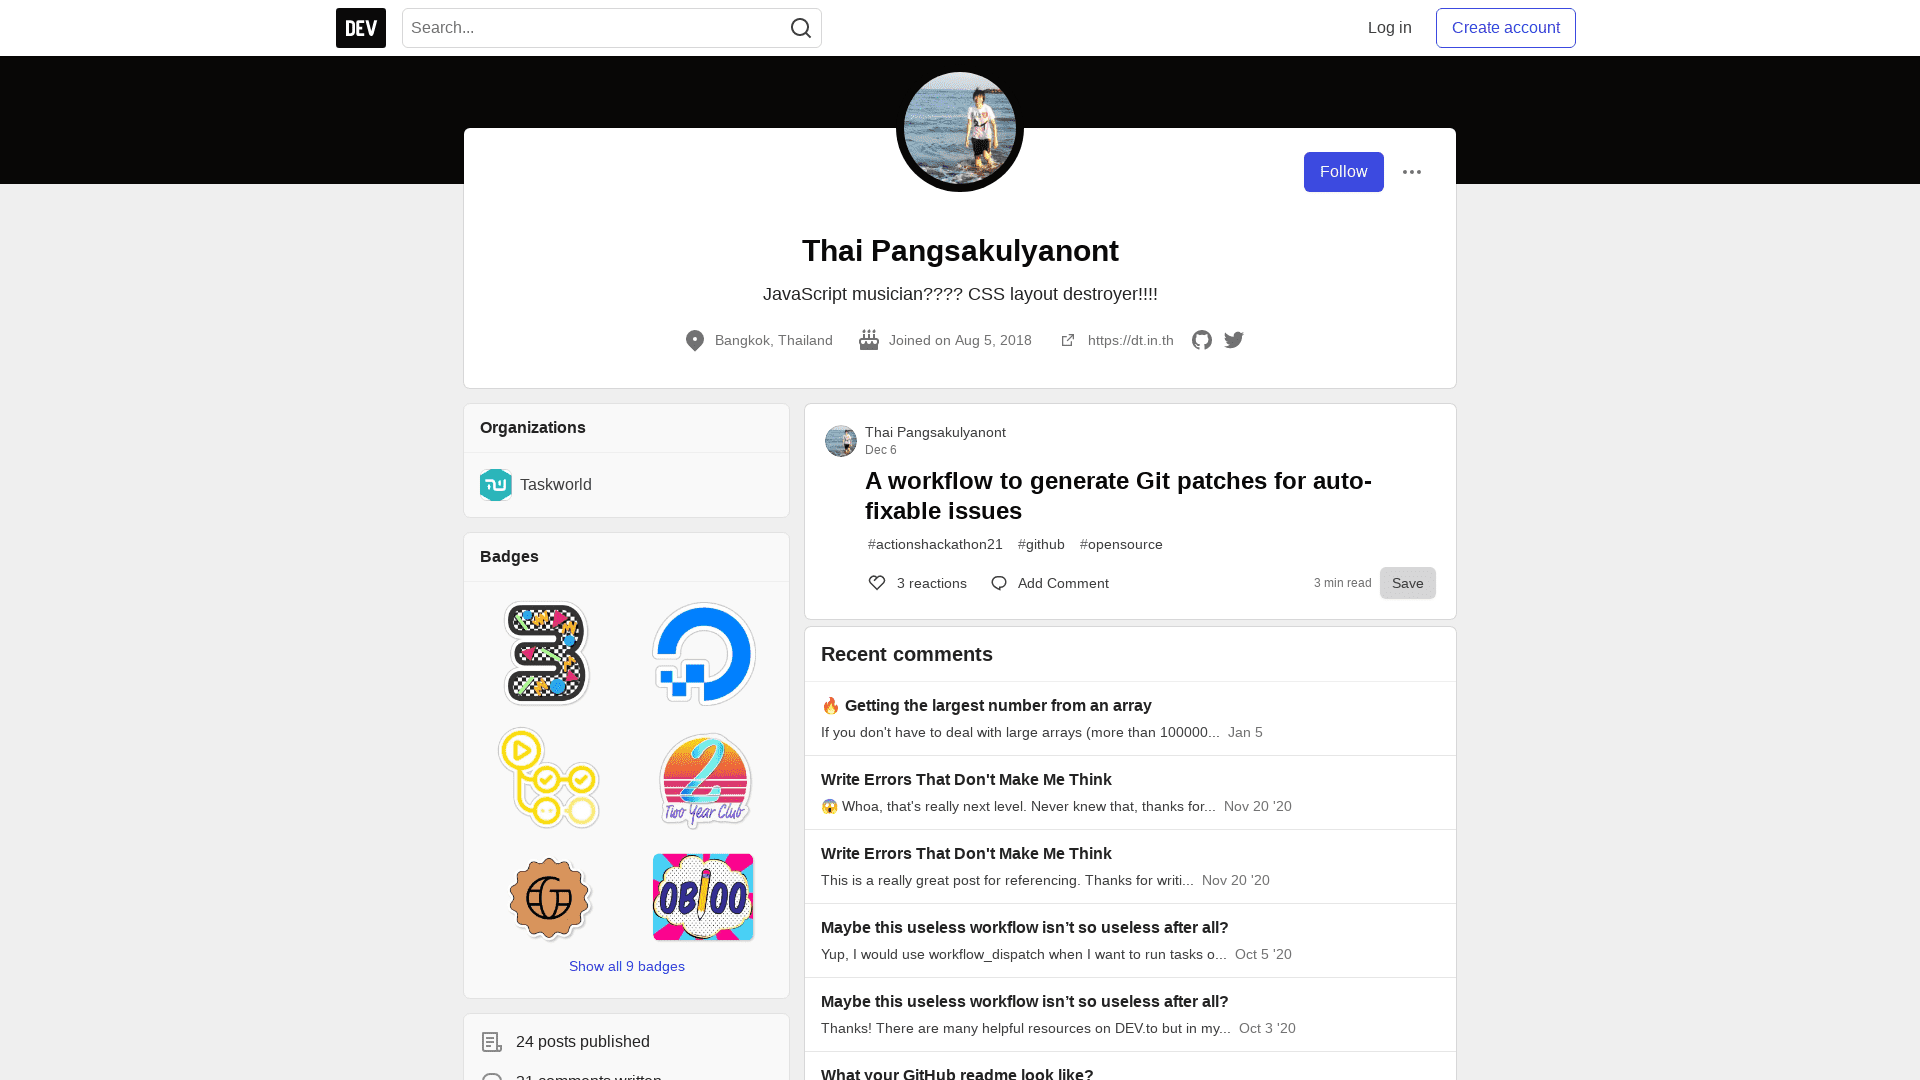 DEV
Search...
Log in
Create account
Follow
Thai Pangsakulyanont
JavaScript musician???? CSS layout destroyer!!!!
Bangkok, Thailand
Joined on Aug 5, 2018
https://dt.in.th
Organizations
Taskworld
Badges
Two Year Club
Show all 9 badges
24 posts published
31 comments written
Thai Pangsakulyanont
Dec 6
A workflow to generate Git patches for auto-
fixable issues
#actionshackathon21 #github #opensource
3 reactions
Add Comment
3 min read
Save
Recent comments
🔥 Getting the largest number from an array
If you don't have to deal with large arrays (more than 100000... Jan 5
Write Errors That Don't Make Me Think
😱 Whoa, that's really next level. Never knew that, thanks for... Nov 20 '20
Write Errors That Don't Make Me Think
This is a really great post for referencing. Thanks for writi... Nov 20 '20
Maybe this useless workflow isn’t so useless after all?
Yup, I would use workflow_dispatch when I want to run tasks o... Oct 5 '20
Maybe this useless workflow isn’t so useless after all?
Thanks! There are many helpful resources on DEV.to but in my... Oct 3 '20
What your GitHub readme look like?